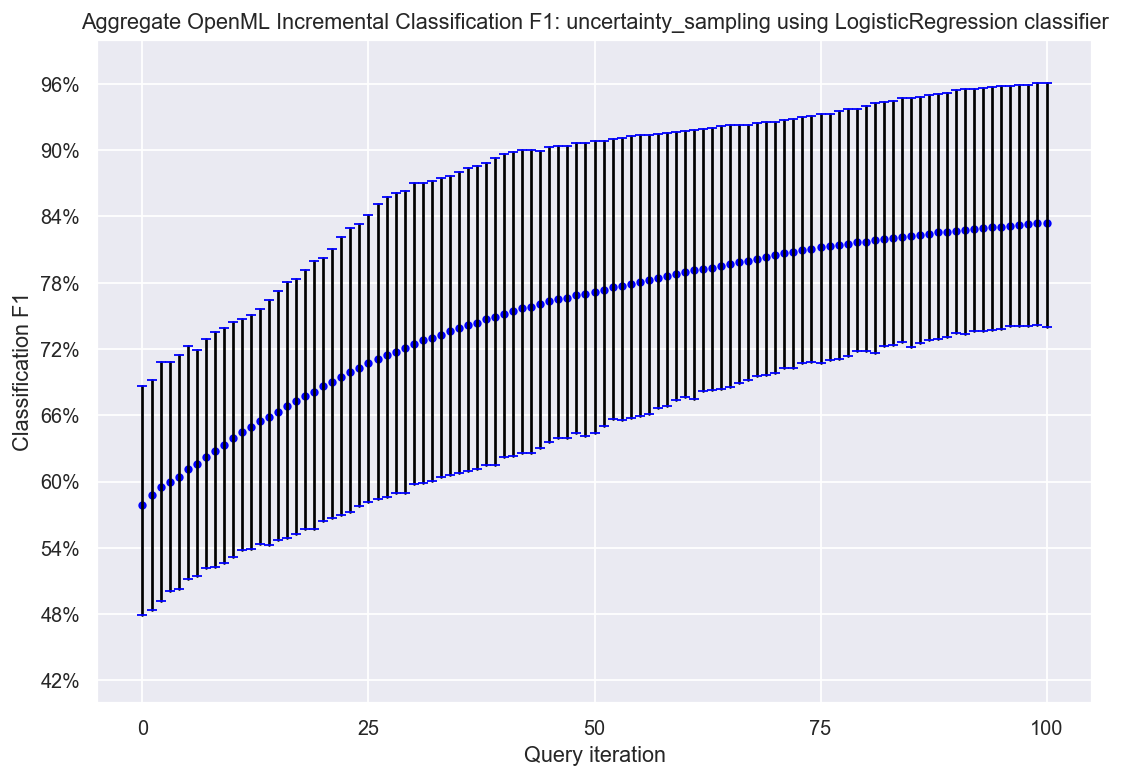 Aggregate OpenML Incremental Classification F1: uncertainty_sampling using LogisticRegression classifier
96%
90%
84%
78%
72%
66%
60%
54%
48%
42%
Classification F1
0 25 50 75 100
Query iteration